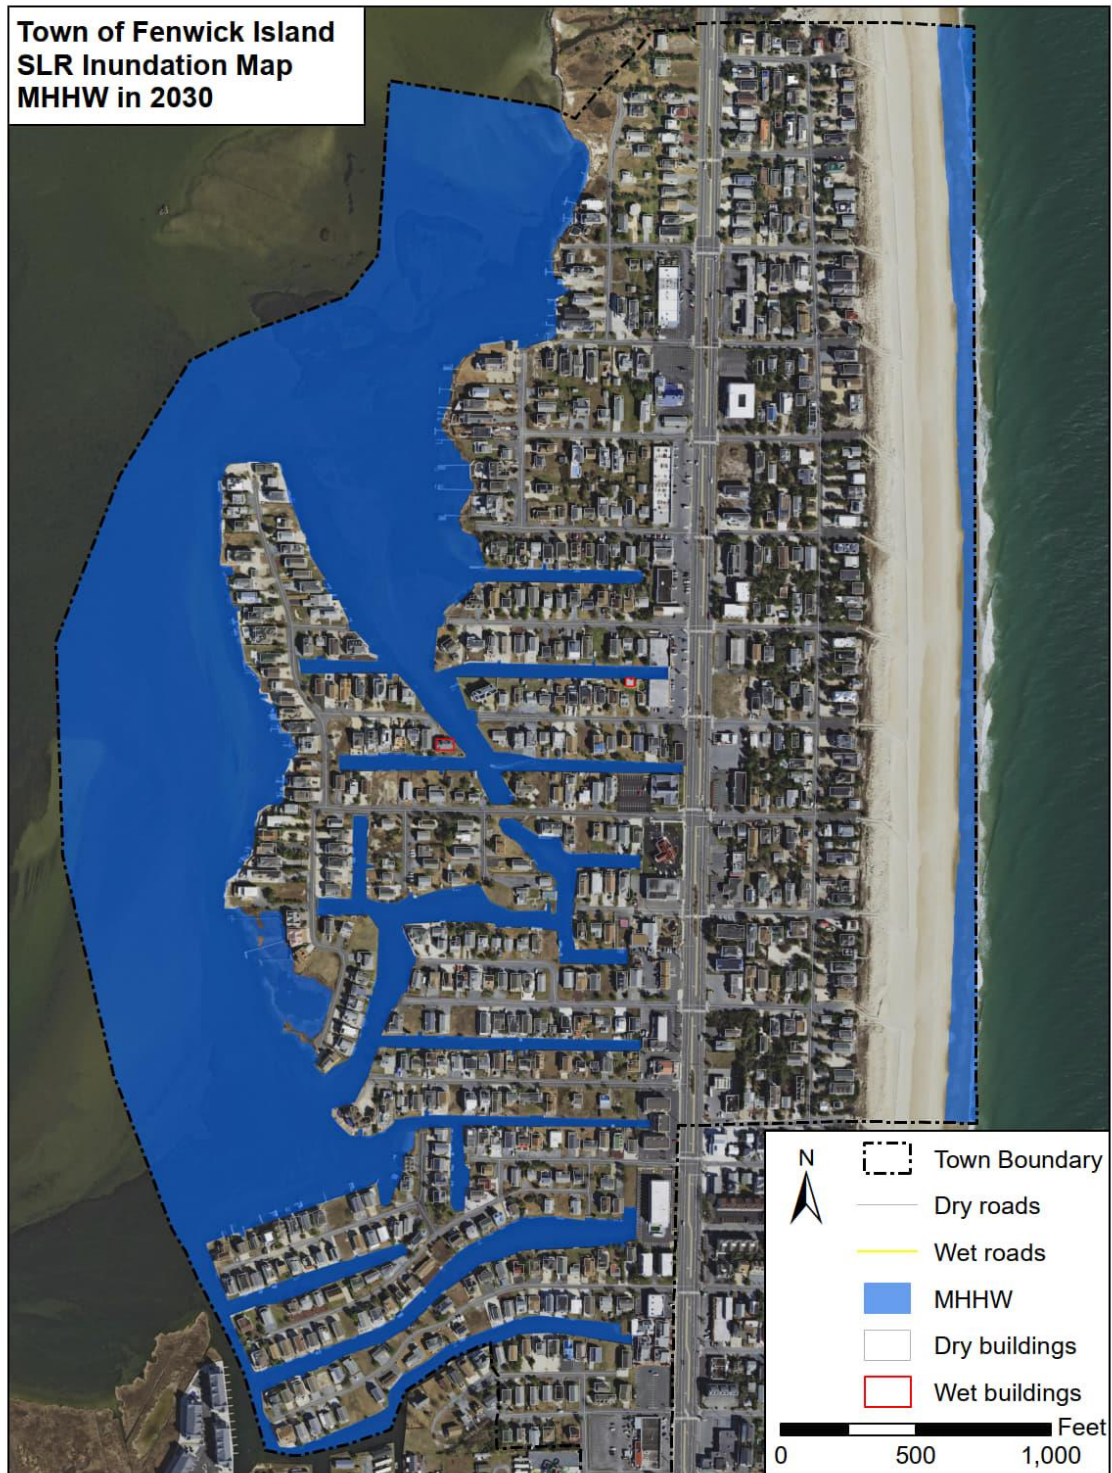 Town of Fenwick Island
SLR Inundation Map
MHHW in 2030
N
Town Boundary
Dry roads
Wet roads
MHHW
Dry buildings
Wet buildings
Feet
0 500 1,000